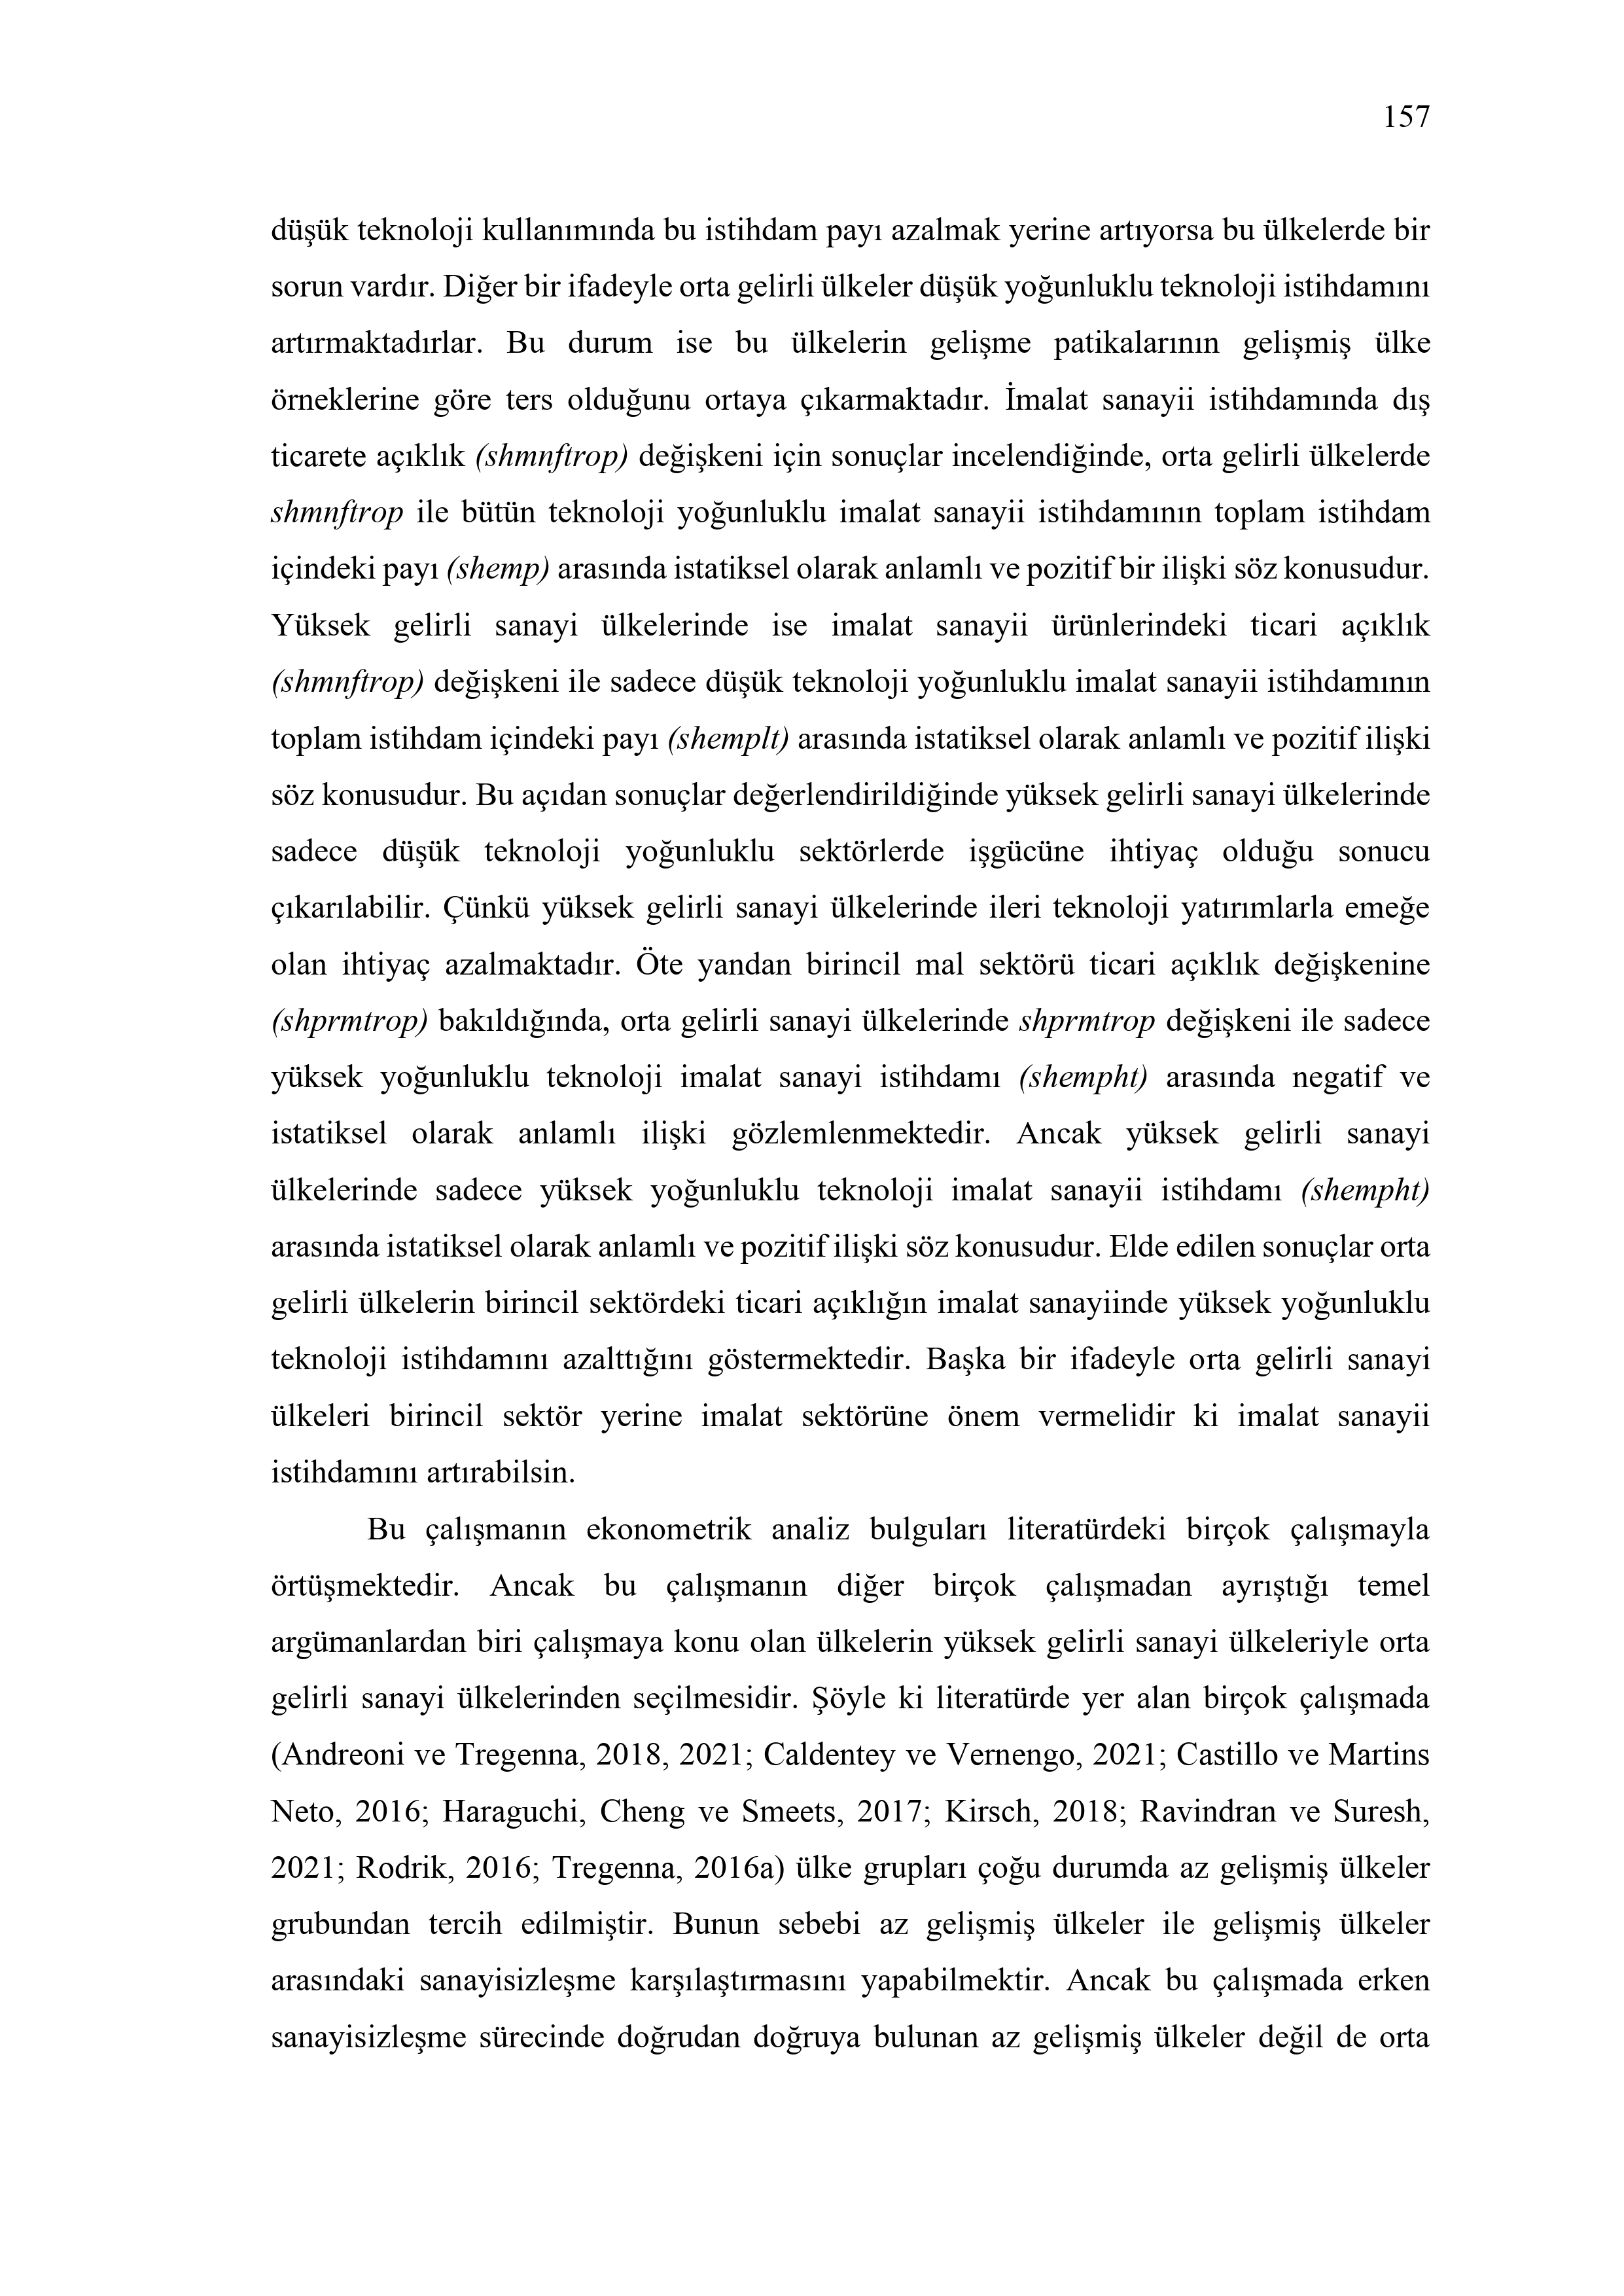 157
düşük teknoloji kullanımında bu istihdam payı azalmak yerine artıyorsa bu ülkelerde bir
sorun vardır. Diğer bir ifadeyle orta gelirli ülkeler düşük yoğunluklu teknoloji istihdamını
artırmaktadırlar. Bu durum ise bu ülkelerin gelişme patikalarının gelişmiş ülke
örneklerine göre ters olduğunu ortaya çıkarmaktadır. İmalat sanayii istihdamında dış
ticarete açıklık (shmnftrop) değişkeni için sonuçlar incelendiğinde, orta gelirli ülkelerde
shmnftrop ile bütün teknoloji yoğunluklu imalat sanayii istihdamının toplam istihdam
içindeki payı (shemp) arasında istatiksel olarak anlamlı ve pozitif bir ilişki söz konusudur.
Yüksek gelirli sanayi ülkelerinde ise imalat sanayii ürünlerindeki ticari açıklık
(shmnftrop) değişkeni ile sadece düşük teknoloji yoğunluklu imalat sanayii istihdamının
toplam istihdam içindeki payı (shemplt) arasında istatiksel olarak anlamlı ve pozitif ilişki
söz konusudur. Bu açıdan sonuçlar değerlendirildiğinde yüksek gelirli sanayi ülkelerinde
sadece düşük teknoloji yoğunluklu sektörlerde işgücüne ihtiyaç olduğu sonucu
çıkarılabilir. Çünkü yüksek gelirli sanayi ülkelerinde ileri teknoloji yatırımlarla emeğe
olan ihtiyaç azalmaktadır. Öte yandan birincil mal sektörü ticari açıklık değişkenine
(shprmtrop) bakıldığında, orta gelirli sanayi ülkelerinde shprmtrop değişkeni ile sadece
yüksek yoğunluklu teknoloji imalat sanayi istihdamı (shempht) arasında negatif ve
istatiksel olarak anlamlı ilişki gözlemlenmektedir. Ancak yüksek gelirli sanayi
ülkelerinde sadece yüksek yoğunluklu teknoloji imalat sanayii istihdamı (shempht)
arasında istatiksel olarak anlamlı ve pozitif ilişki söz konusudur. Elde edilen sonuçlar orta
gelirli ülkelerin birincil sektördeki ticari açıklığın imalat sanayiinde yüksek yoğunluklu
teknoloji istihdamını azalttığını göstermektedir. Başka bir ifadeyle orta gelirli sanayi
ülkeleri birincil sektör yerine imalat sektörüne önem vermelidir ki imalat sanayii
istihdamını artırabilsin.
Bu çalışmanın ekonometrik analiz bulguları literatürdeki birçok çalışmayla
örtüşmektedir. Ancak bu çalışmanın diğer birçok çalışmadan ayrıştığı temel
argümanlardan biri çalışmaya konu olan ülkelerin yüksek gelirli sanayi ülkeleriyle orta
gelirli sanayi ülkelerinden seçilmesidir. Şöyle ki literatürde yer alan birçok çalışmada
(Andreoni ve Tregenna, 2018, 2021; Caldentey ve Vernengo, 2021; Castillo ve Martins
Neto, 2016; Haraguchi, Cheng ve Smeets, 2017; Kirsch, 2018; Ravindran ve Suresh,
2021; Rodrik, 2016; Tregenna, 2016a) ülke grupları çoğu durumda az gelişmiş ülkeler
grubundan tercih edilmiştir. Bunun sebebi az gelişmiş ülkeler ile gelişmiş ülkeler
arasındaki sanayisizleşme karşılaştırmasını yapabilmektir. Ancak bu çalışmada erken
sanayisizleşme sürecinde doğrudan doğruya bulunan az gelişmiş ülkeler değil de orta